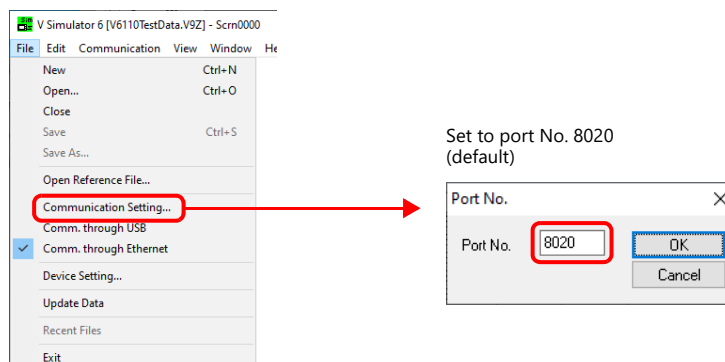 V Simulator 6 [V6110TestData.V9Z] - Scrn0000
File Edit Communication View Window He
New Ctrl+N
Open... Ctrl+O
Close
Save Ctrl+S
Save As...
Open Reference File...
Communication Setting...
Comm. through USB
Comm. through Ethernet
Device Setting...
Update Data
Recent Files
Exit
Set to port No. 8020
(default)
Port No.
Port No. 8020 OK
Cancel